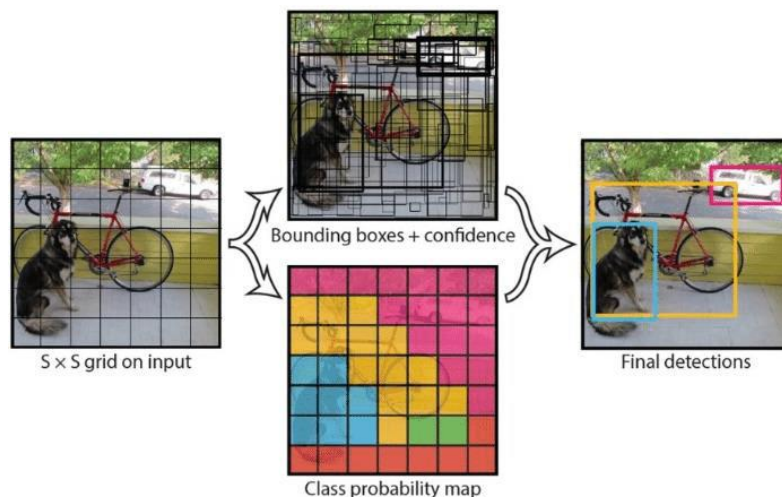 Bounding boxes + confidence
S × S grid on input
Final detections
Class probability map